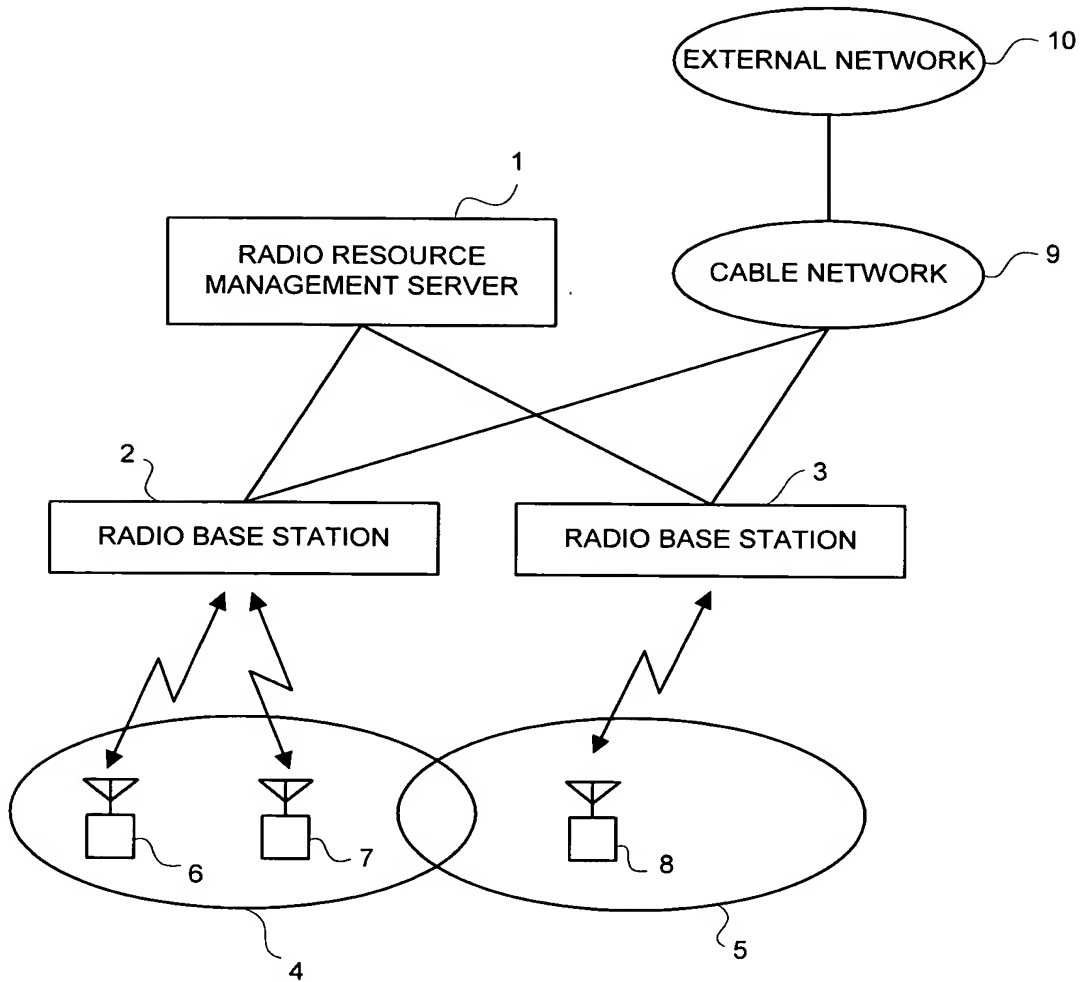 EXTERNAL NETWORK
10
1
RADIO RESOURCE
MANAGEMENT SERVER
CABLE NETWORK
9
2
RADIO BASE STATION
3
RADIO BASE STATION
6
7
8
4
5